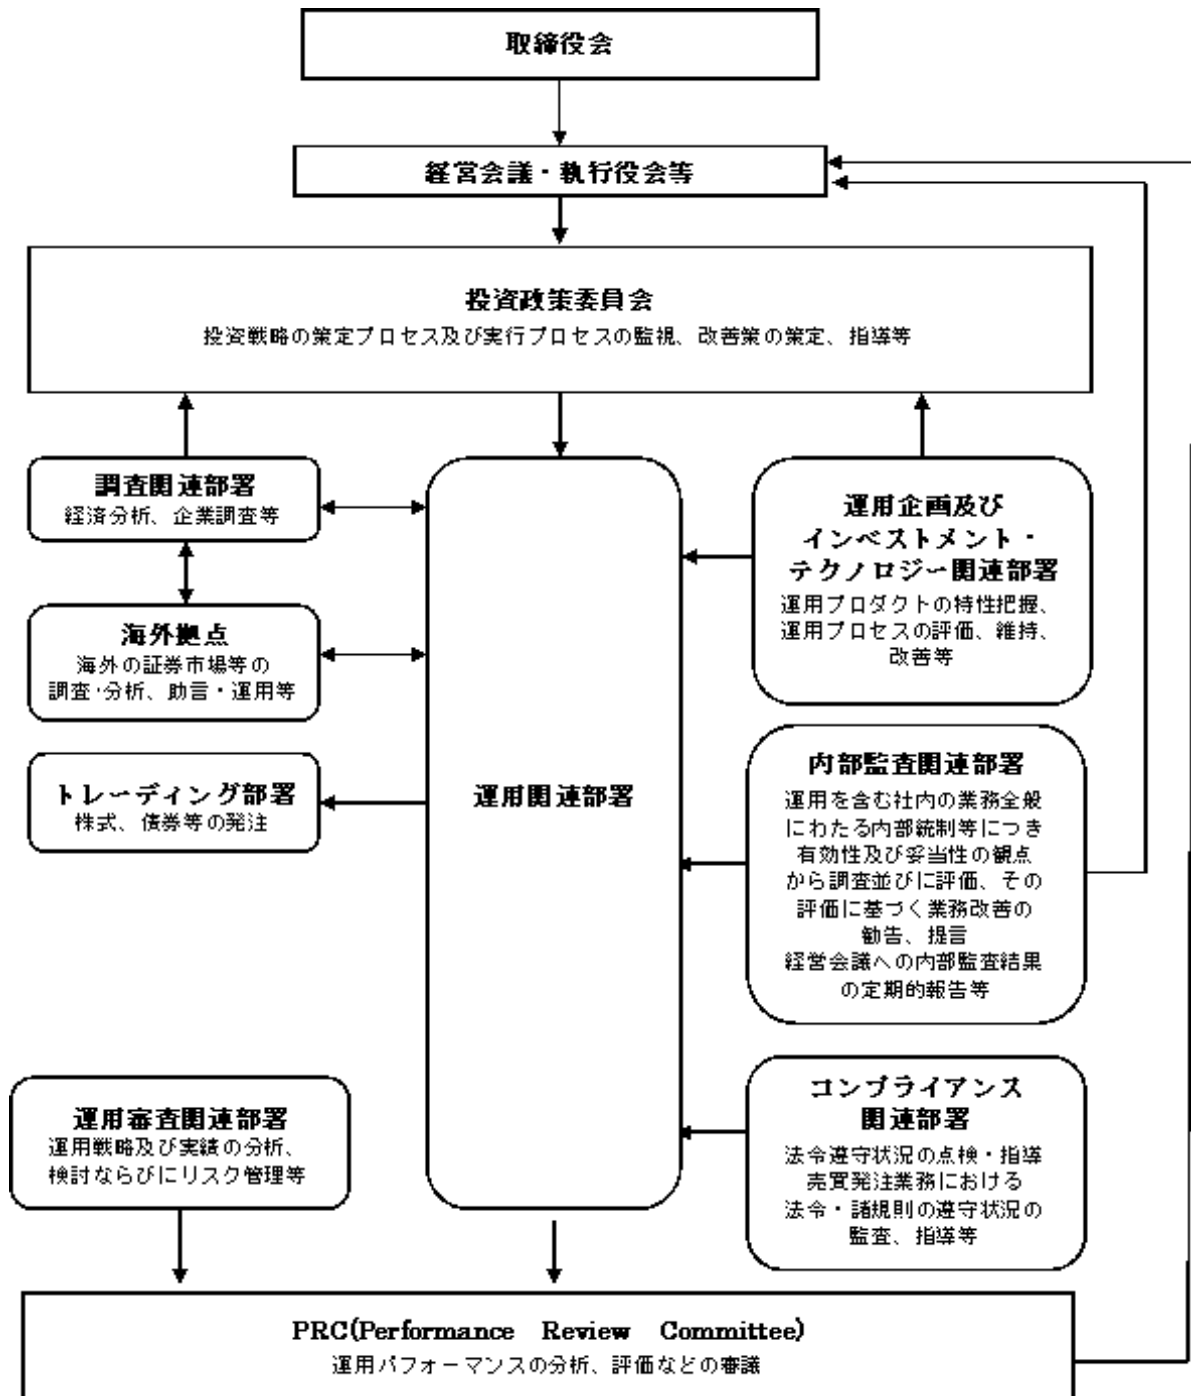 取締役会
経営会議・執行役会等
投資政策委員会
投資戦略の策定プロセス及び実行プロセスの監視、改善策の策定、指導等
調査関連部署
経済分析、企業調査等
海外拠点
海外の証券市場等の
調査・分析、助言・運用等
トレーディング部署
株式、債券等の発注
運用関連部署
運用企画及び
インベストメント・
テクノロジー関連部署
運用プロダクトの特性把握、
運用プロセスの評価、維持、
改善等
内部監査関連部署
運用を含む社内の業務全般
にわたる内部統制等につき
有効性及び妥当性の観点
から調査並びに評価、その
評価に基づく業務改善の
勧告、提言
経営会議への内部監査結果
の定期的報告等
コンプライアンス
関連部署
法令遵守状況の点検・指導
売買発注業務における
法令・諸規則の遵守状況の
監査、指導等
運用審査関連部署
運用戦略及び実績の分析、
検討ならびにリスク管理等
PRC(Performance Review Committee)
運用パフォーマンスの分析、評価などの審議